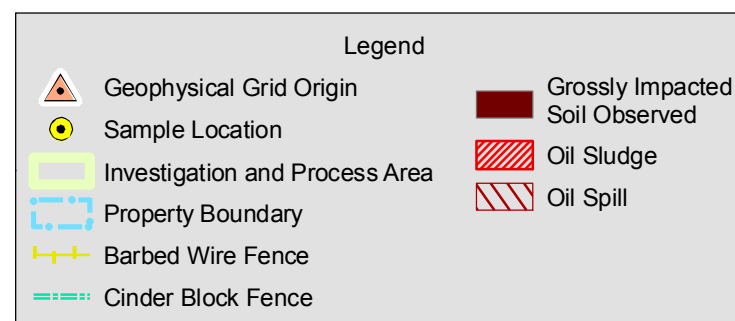 Legend
Geophysical Grid Origin
Sample Location
Investigation and Process Area
Property Boundary
Barbed Wire Fence
Cinder Block Fence
Grossly Impacted
Soil Observed
Oil Sludge
Oil Spill